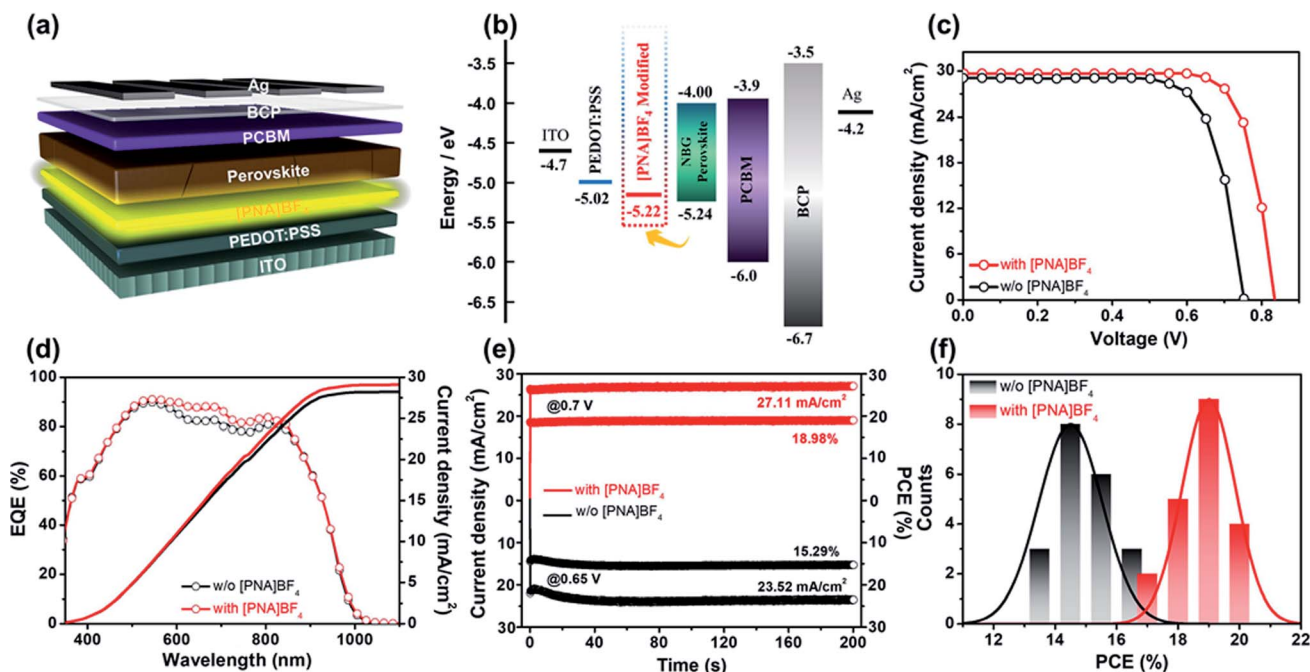 (a)
Ag
BCP
PCBM
Perovskite
[PNA]BF₄
PEDOT:PSS
ITO
(b)
Energy / eV
-3.5
-4.0
-4.5
-5.0
-5.5
-6.0
-6.5
ITO
-4.7
PEDOT:PSS
-5.02
[PNA]BF₄ Modified
-5.22
-4.00
NBG
Perovskite
-5.24
-3.9
PCBM
-6.0
-3.5
BCP
-6.7
Ag
-4.2
(c)
Current density (mA/cm²)
30
24
18
12
6
0
with [PNA]BF₄
w/o [PNA]BF₄
0.0 0.2 0.4 0.6 0.8
Voltage (V)
(d)
EQE (%)
100
80
60
40
20
0
w/o [PNA]BF
with [PNA]BF₄
30
25
20
15
10
5
0
Current density (mA/cm²)
400 600 800 1000
Wavelength (nm)
(e)
Current density (mA/cm²)
30
20
10
0
10
20
30
@0.7 V
27.11 mA/cm²
18.98%
with [PNA]BF₄
w/o [PNA]BF₄
15.29%
@0.65 V
23.52 mA/cm²
30
20
10
0
10
20
30
PCE (%)
0 40 80 120 160 200
Time (s)
(f)
Counts
10
8
6
4
2
0
w/o [PNA]BF₄
with [PNA]BF₄
12 14 16 18 20 22
PCE (%)